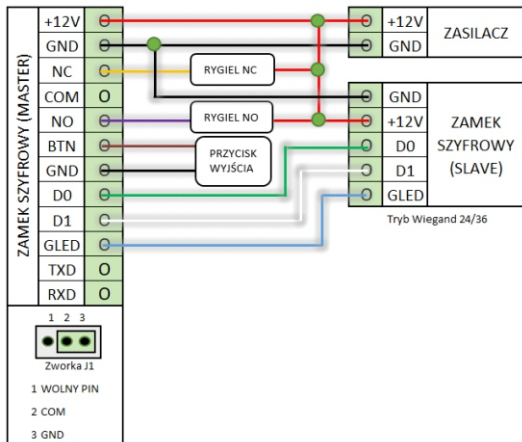 ZAMEK SZYFROWY (MASTER)
+12V
GND
NC
COM
NO
BTN
GND
D0
D1
GLED
TXD
RXD
RYGIEL NC
RYGIEL NO
PRZYCISK
WYJŚCIA
+12V
GND
ZASILACZ
GND
+12V
D0
D1
GLED
ZAMEK
SZYFROWY
(SLAVE)
Tryb Wiegand 24/36
1 2 3
Zworka J1
1 WOLNY PIN
2 COM
3 GND